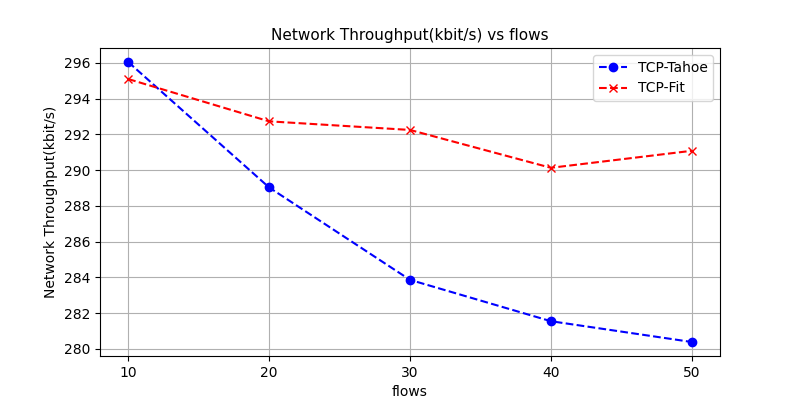 Network Throughput(kbit/s) vs flows
TCP-Tahoe
TCP-Fit
Network Throughput(kbit/s)
296
294
292
290
288
286
284
282
280
10 20 30 40 50
flows